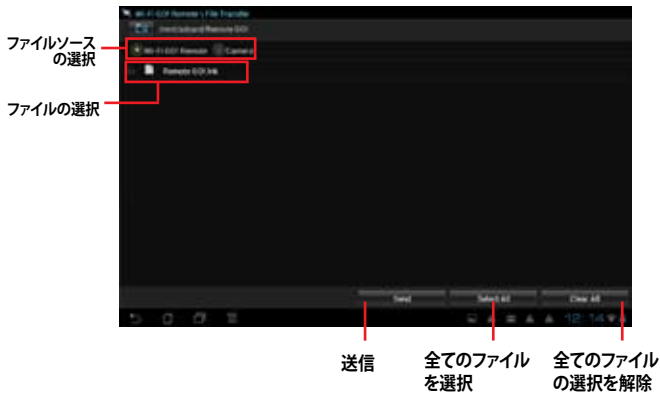 Wi-Fi GO! Remote \ File Transfer
ファイルソース
の選択
Wi-Fi GO! Remote Camera
Remote GO!.lnk
ファイルの選択
Send Select All Clear All
12:14
送信
全てのファイル
を選択
全てのファイル
の選択を解除